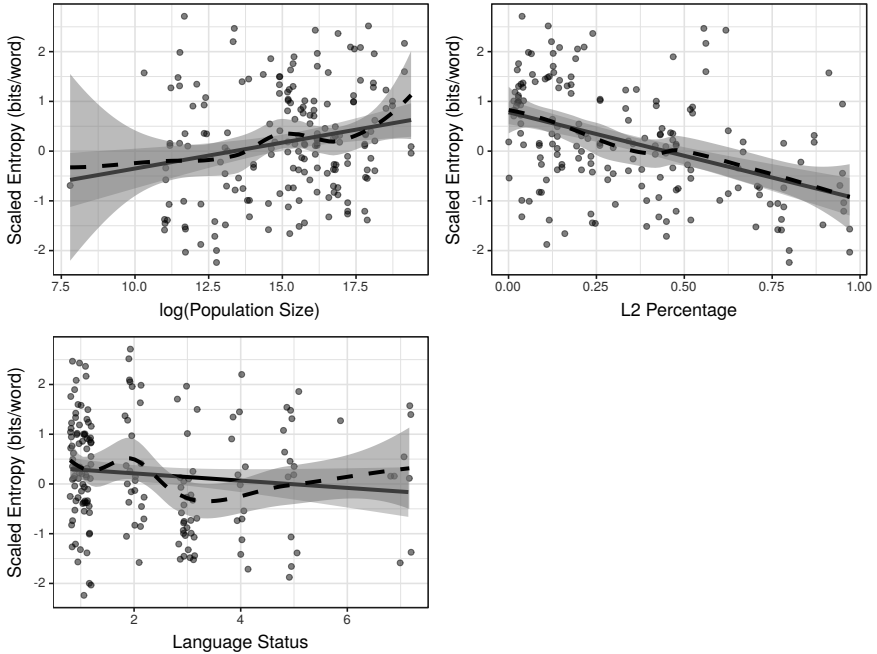 Scaled Entropy (bits/word)
2
1
0
-1
-2
7.5 10.0 12.5 15.0 17.5
log(Population Size)
Scaled Entropy (bits/word)
2
1
0
-1
-2
0.00 0.25 0.50 0.75 1.00
L2 Percentage
Scaled Entropy (bits/word)
2
1
0
-1
-2
2 4 6
Language Status